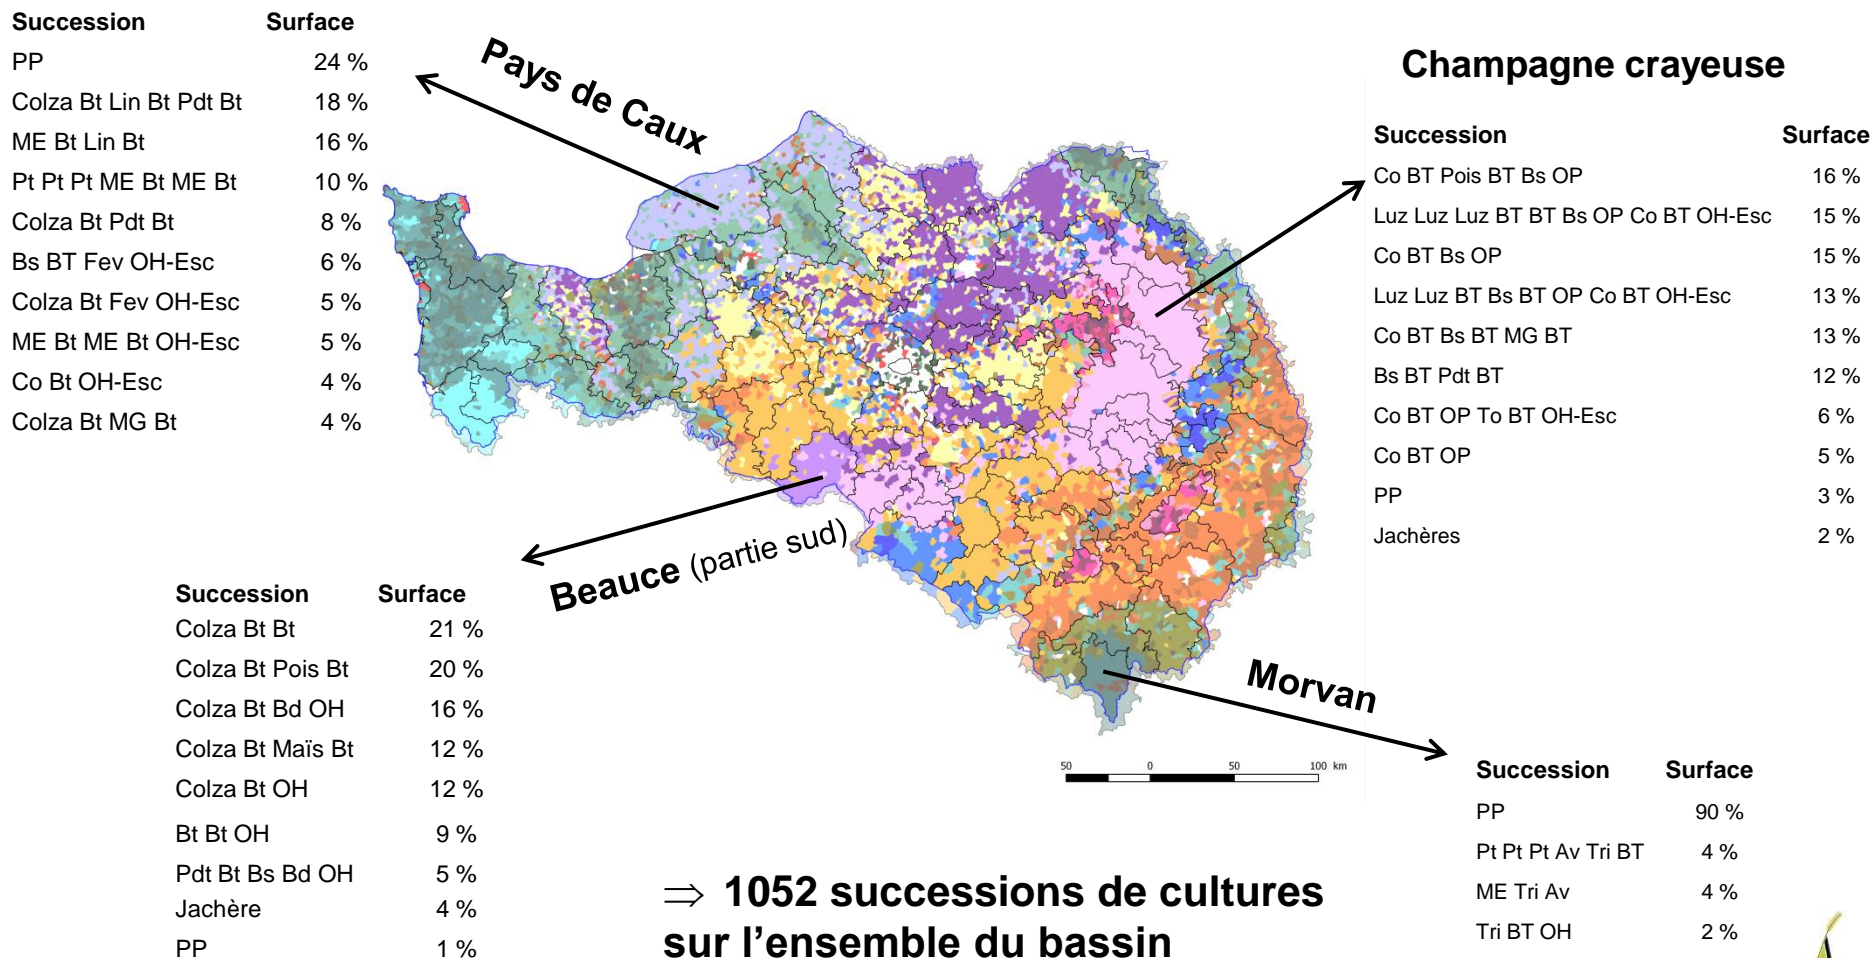 Succession Surface
PP 24 %
Colza Bt Lin Bt Pdt Bt 18 %
ME Bt Lin Bt 16 %
Pt Pt Pt ME Bt ME Bt 10 %
Colza Bt Pdt Bt 8 %
Bs BT Fev OH-Esc 6 %
Colza Bt Fev OH-Esc 5 %
ME Bt ME Bt OH-Esc 5 %
Co Bt OH-Esc 4 %
Colza Bt MG Bt 4 %
Pays de Caux
Champagne crayeuse
Succession Surface
Co BT Pois BT Bs OP 16 %
Luz Luz Luz BT BT Bs OP Co BT OH-Esc 15 %
Co BT Bs OP 15 %
Luz Luz BT Bs BT OP Co BT OH-Esc 13 %
Co BT Bs BT MG BT 13 %
Bs BT Pdt BT 12 %
Co BT OP To BT OH-Esc 6 %
Co BT OP 5 %
PP 3 %
Jachères 2 %
Beauce (partie sud)
Succession Surface
Colza Bt Bt 21 %
Colza Bt Pois Bt 20 %
Colza Bt Bd OH 16 %
Colza Bt Maïs Bt 12 %
Colza Bt OH 12 %
Bt Bt OH 9 %
Pdt Bt Bs Bd OH 5 %
Jachère 4 %
PP 1 %
Morvan
50 0 50 100 km
Succession Surface
PP 90 %
Pt Pt Pt Av Tri BT 4 %
ME Tri Av 4 %
Tri BT OH 2 %
⇒ 1052 successions de cultures
sur l'ensemble du bassin